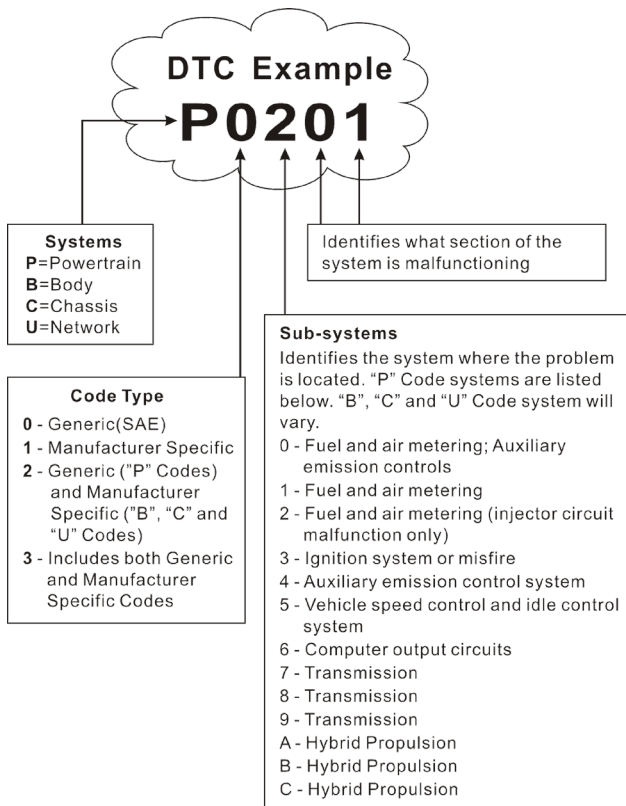 DTC Example
P0201
Systems
P=Powertrain
B=Body
C=Chassis
U=Network
Identifies what section of the
system is malfunctioning
Code Type
0 - Generic(SAE)
1 - Manufacturer Specific
2 - Generic ("P" Codes)
and Manufacturer
Specific ("B", "C" and
"U" Codes)
3 - Includes both Generic
and Manufacturer
Specific Codes
Sub-systems
Identifies the system where the problem
is located. "P" Code systems are listed
below. "B", "C" and "U" Code system will
vary.
0 - Fuel and air metering; Auxiliary
emission controls
1 - Fuel and air metering
2 - Fuel and air metering (injector circuit
malfunction only)
3 - Ignition system or misfire
4 - Auxiliary emission control system
5 - Vehicle speed control and idle control
system
6 - Computer output circuits
7 - Transmission
8 - Transmission
9 - Transmission
A - Hybrid Propulsion
B - Hybrid Propulsion
C - Hybrid Propulsion